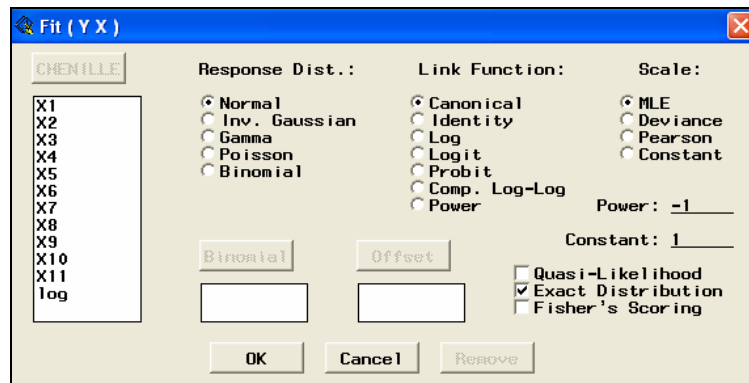 Fit ( Y X )
CHENILLE
X1
X2
X3
X4
X5
X6
X7
X8
X9
X10
X11
log
Response Dist.:
Normal
Inv. Gaussian
Gamma
Poisson
Binomial
Link Function:
Canonical
Identity
Log
Logit
Probit
Comp. Log-Log
Power
Scale:
MLE
Deviance
Pearson
Constant
Power: -1
Constant: 1
Binomial
Offset
Quasi-Likelihood
Exact Distribution
Fisher's Scoring
OK
Cancel
Remove